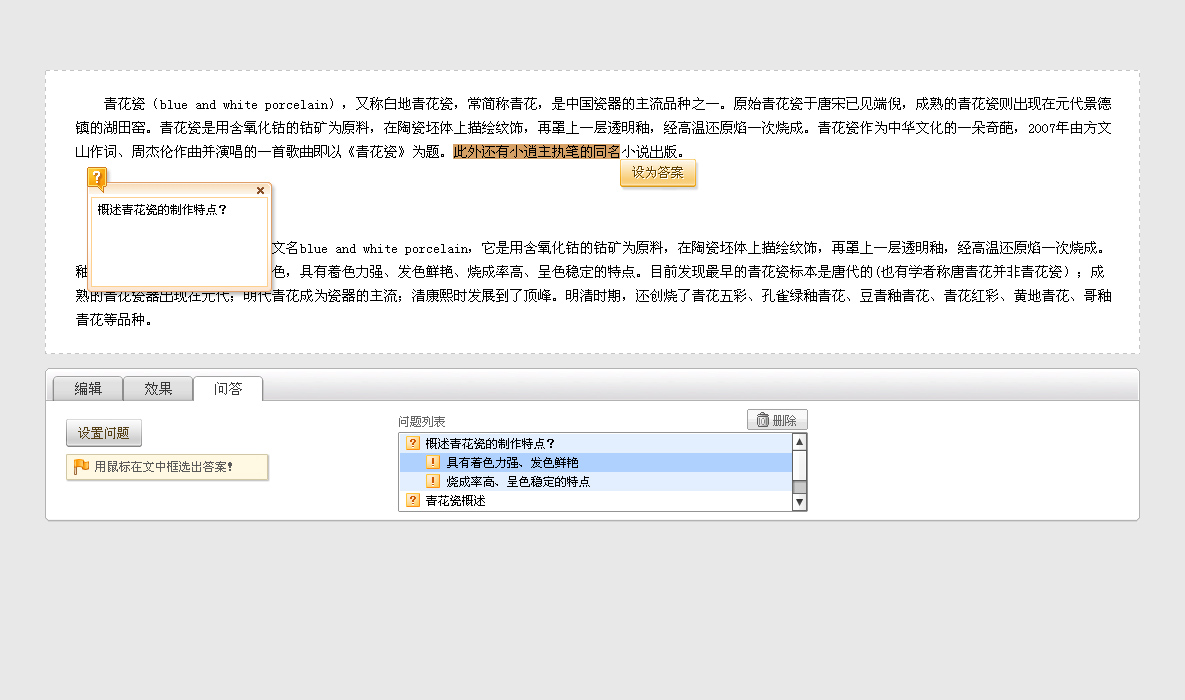 青花瓷（blue and white porcelain），又称白地青花瓷，常简称青花，是中国瓷器的主流品种之一。原始青花瓷于唐宋已见端倪，成熟的青花瓷则出现在元代景德
镇的湖田窑。青花瓷是用含氧化钴的钴矿为原料，在陶瓷坯体上描绘纹饰，再罩上一层透明釉，经高温还原焰一次烧成。青花瓷作为中华文化的一朵奇葩，2007年由方文
山作词、周杰伦作曲并演唱的一首歌曲即以《青花瓷》为题。此外还有小逍主执笔的同名小说出版。
设为答案
?
×
概述青花瓷的制作特点？
文名blue and white porcelain，它是用含氧化钴的钴矿为原料，在陶瓷坯体上描绘纹饰，再罩上一层透明釉，经高温还原焰一次烧成。
釉色，具有着色力强、发色鲜艳、烧成率高、呈色稳定的特点。目前发现最早的青花瓷标本是唐代的(也有学者称唐青花并非青花瓷）；成
熟的青花瓷器出现在元代；明代青花成为瓷器的主流；清康熙时发展到了顶峰。明清时期，还创烧了青花五彩、孔雀绿釉青花、豆青釉青花、青花红彩、黄地青花、哥釉
青花等品种。
编辑 效果 问答
设置问题
用鼠标在文中框选出答案!
问题列表
删除
? 概述青花瓷的制作特点？
! 具有着色力强、发色鲜艳
! 烧成率高、呈色稳定的特点
? 青花瓷概述